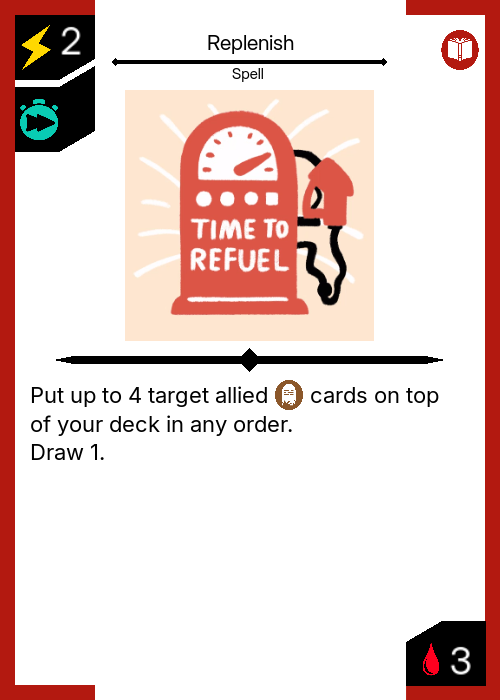 2
Replenish
Spell
TIME TO
REFUEL
Put up to 4 target allied cards on top
of your deck in any order.
Draw 1.
3